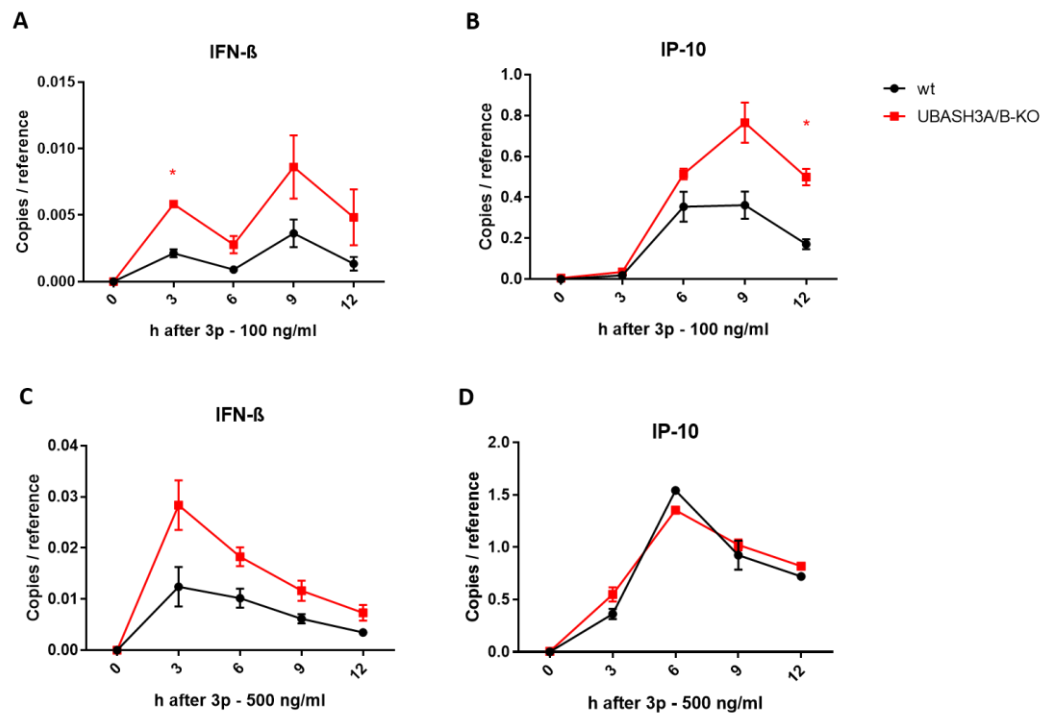 A
IFN-ß
Copies / reference
0.015
0.010
0.005
0.000
*
0 3 6 9 12
h after 3p - 100 ng/ml
B
IP-10
Copies / reference
1.0
0.8
0.6
0.4
0.2
0.0
*
0 3 6 9 12
h after 3p - 100 ng/ml
wt
UBASH3A/B-KO
C
IFN-ß
Copies / reference
0.04
0.03
0.02
0.01
0.00
0 3 6 9 12
h after 3p - 500 ng/ml
D
IP-10
Copies / reference
2.0
1.5
1.0
0.5
0.0
0 3 6 9 12
h after 3p - 500 ng/ml